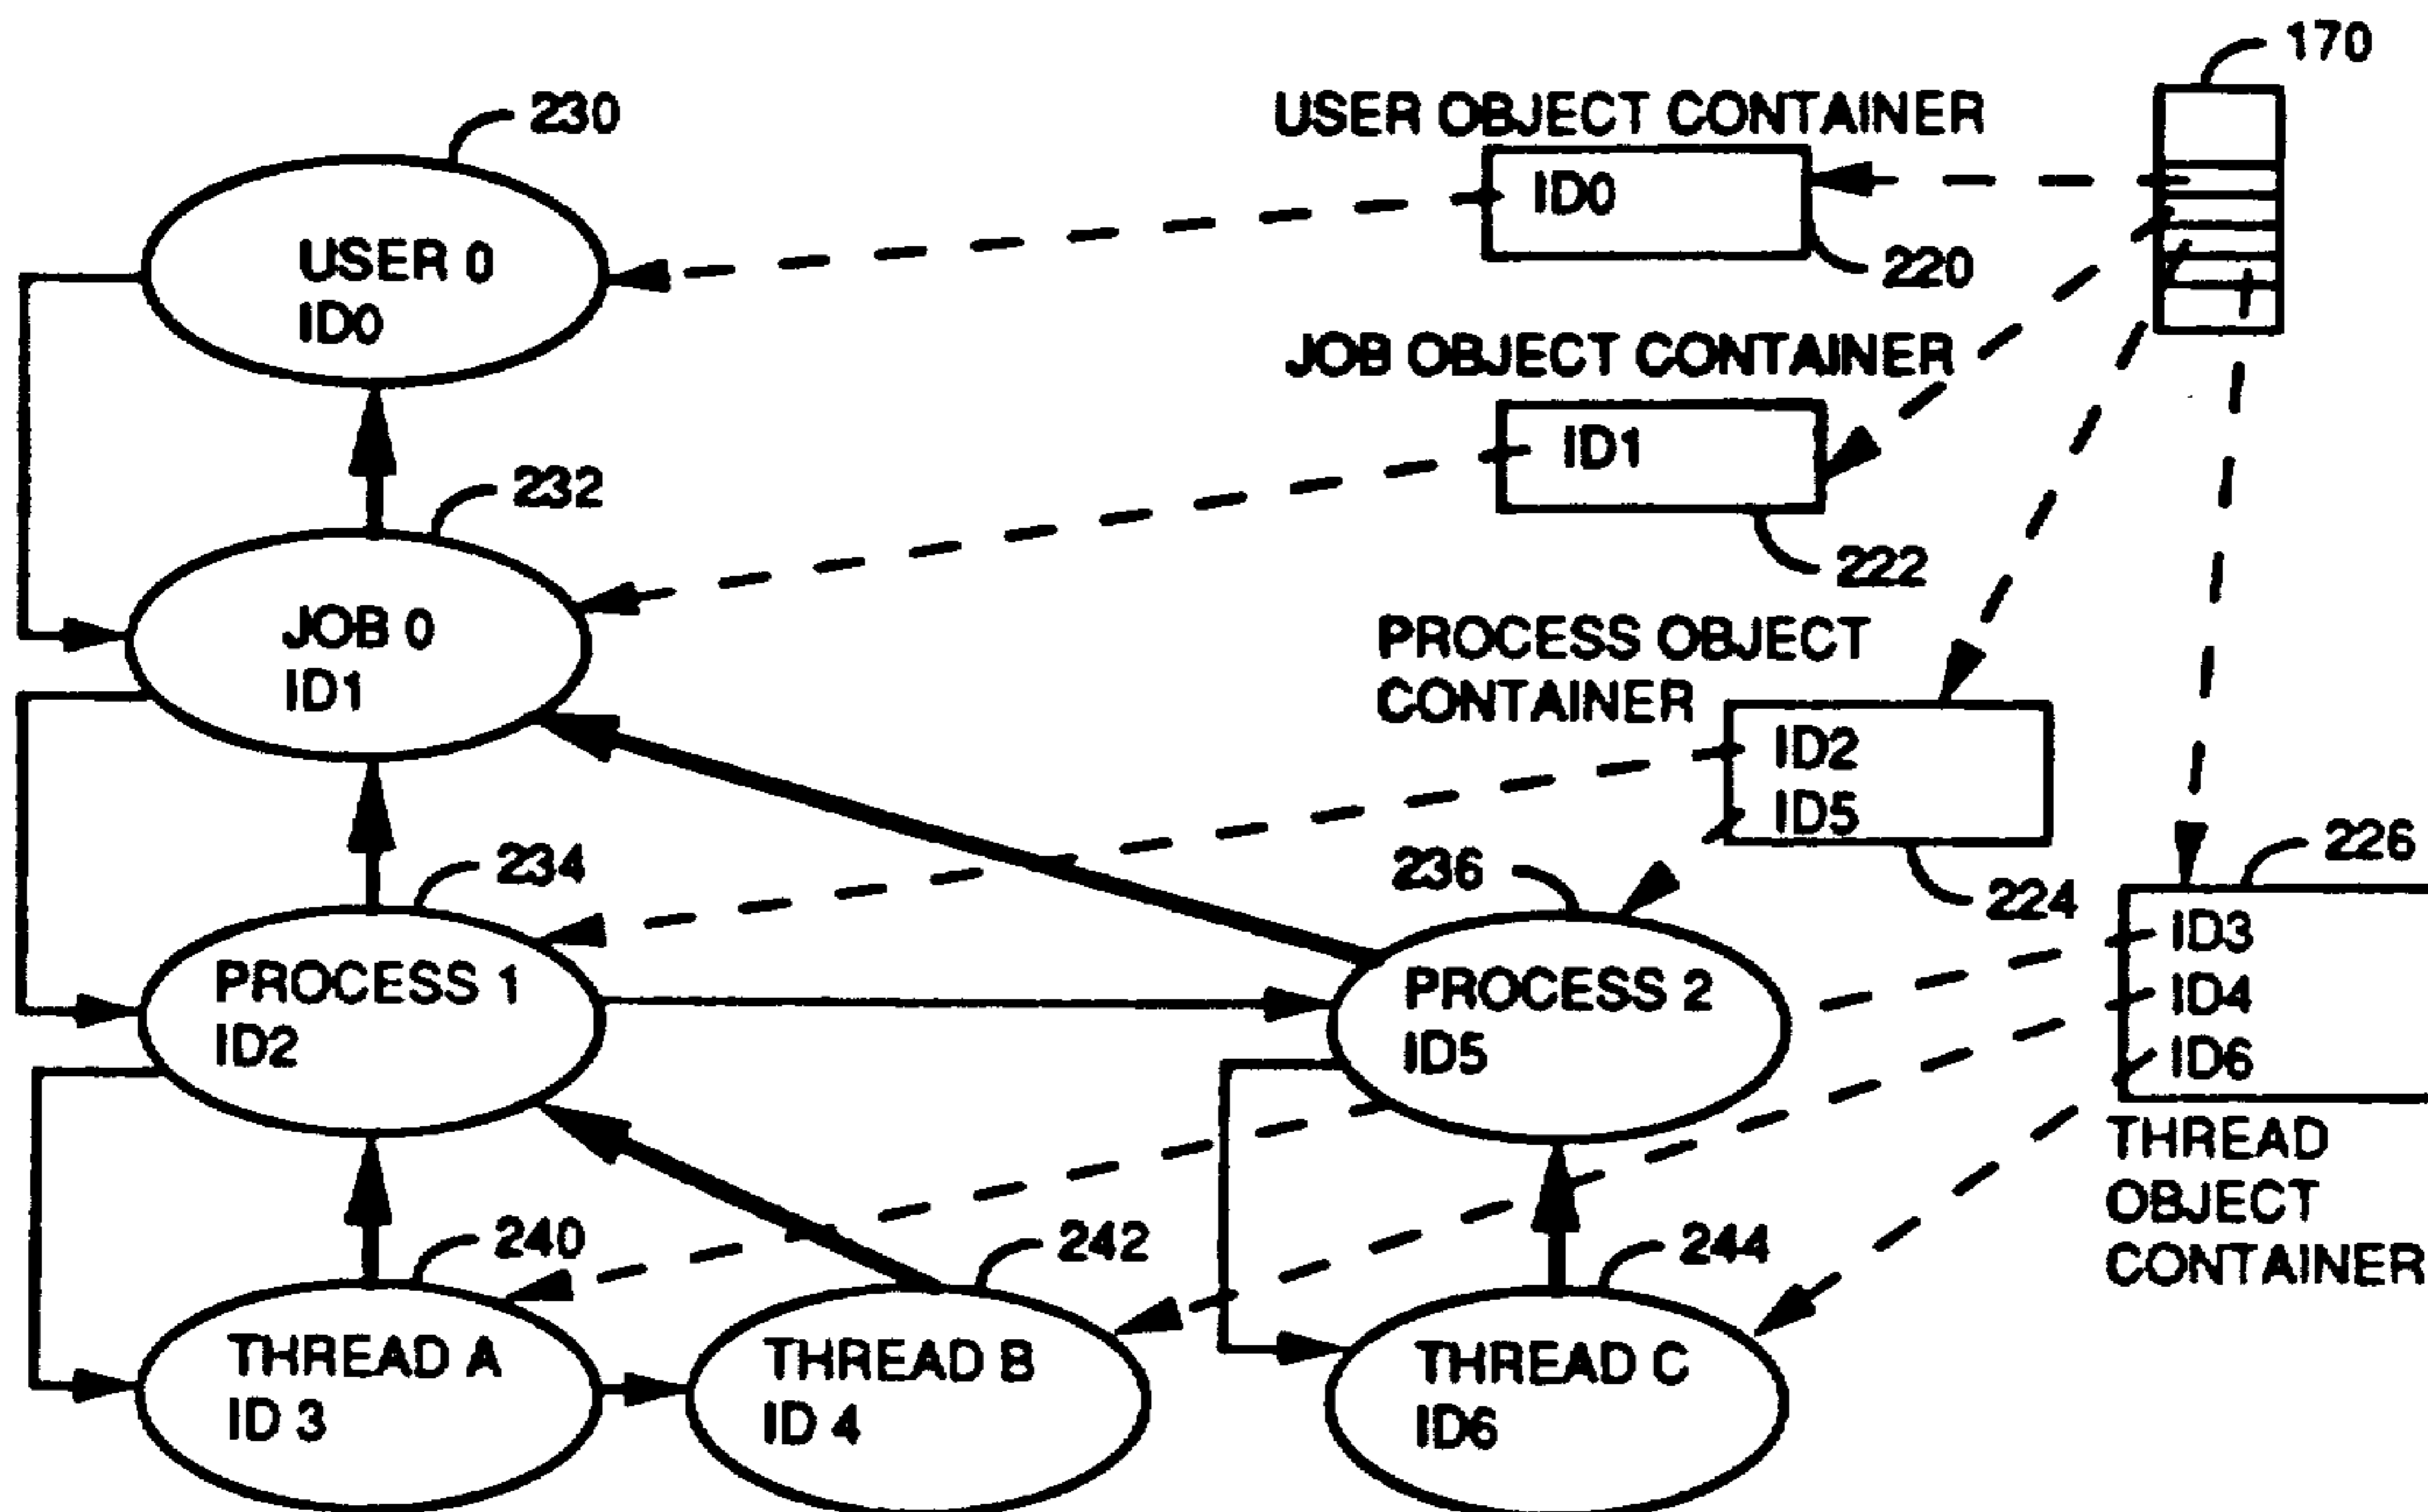 170
230
USER OBJECT CONTAINER
ID0
220
USER 0
ID0
JOB OBJECT CONTAINER
ID1
222
232
JOB 0
ID1
PROCESS OBJECT
CONTAINER
ID2
ID5
224
226
234
236
ID3
ID4
ID6
THREAD
OBJECT
CONTAINER
PROCESS 1
ID2
PROCESS 2
ID5
240
242
244
THREAD A
ID 3
THREAD B
ID 4
THREAD C
ID6